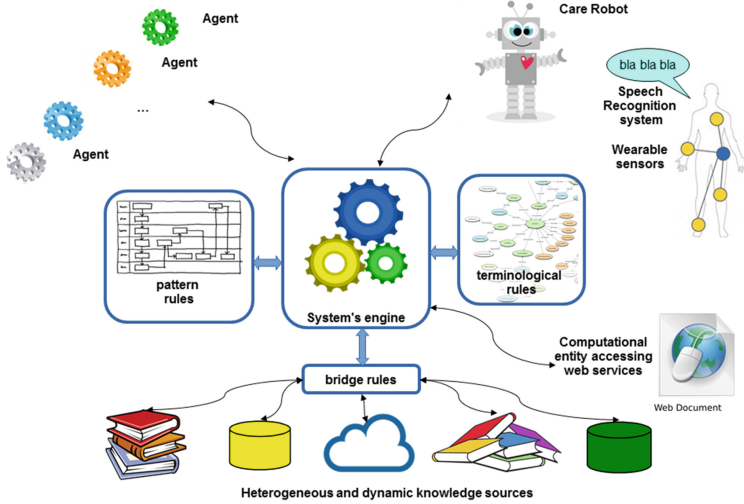 Agent
Care Robot
Agent
bla bla bla
...
Speech
Recognition
system
Agent
Wearable
sensors
pattern
rules
System's engine
terminological
rules
Computational
entity accessing
web services
bridge rules
Web Document
Heterogeneous and dynamic knowledge sources